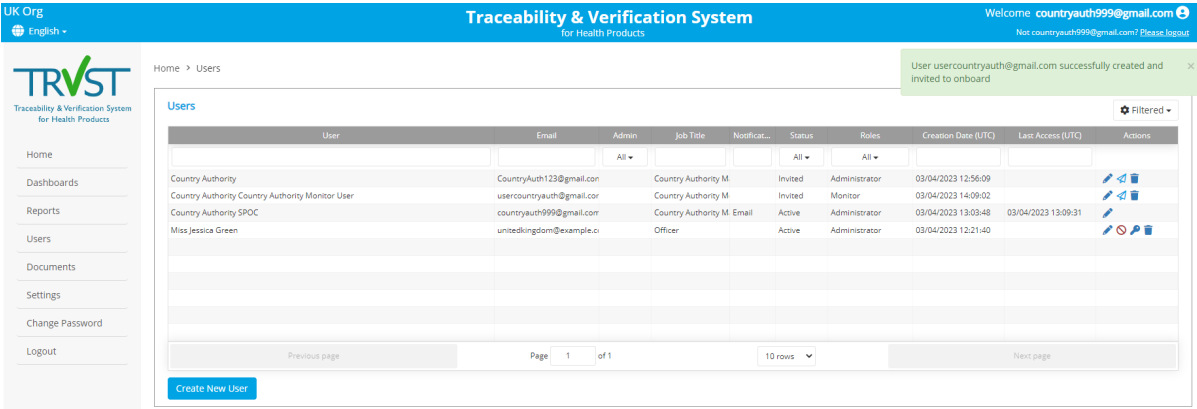 UK Org
English
Traceability & Verification System
for Health Products
Welcome countryauth999@gmail.com
Not countryauth999@gmail.com? Please logout
TRVST
Traceability & Verification System
for Health Products
Home
Dashboards
Reports
Users
Documents
Settings
Change Password
Logout
Home > Users
User usercountryauth@gmail.com successfully created and
invited to onboard
×
Users
Filtered
User Email Admin Job Title Notificat... Status Roles Creation Date (UTC) Last Access (UTC) Actions
All All All
Country Authority CountryAuth123@gmail.con Country Authority M Invited Administrator 03/04/2023 12:56:09
Country Authority Country Authority Monitor User usercountryauth@gmail.cor Country Authority M Invited Monitor 03/04/2023 14:09:02
Country Authority SPOC countryauth999@gmail.com Country Authority M Email Active Administrator 03/04/2023 13:03:48 03/04/2023 13:09:31
Miss Jessica Green unitedkingdom@example.c Officer Active Administrator 03/04/2023 12:21:40
Previous page Page 1 of 1 10 rows Next page
Create New User